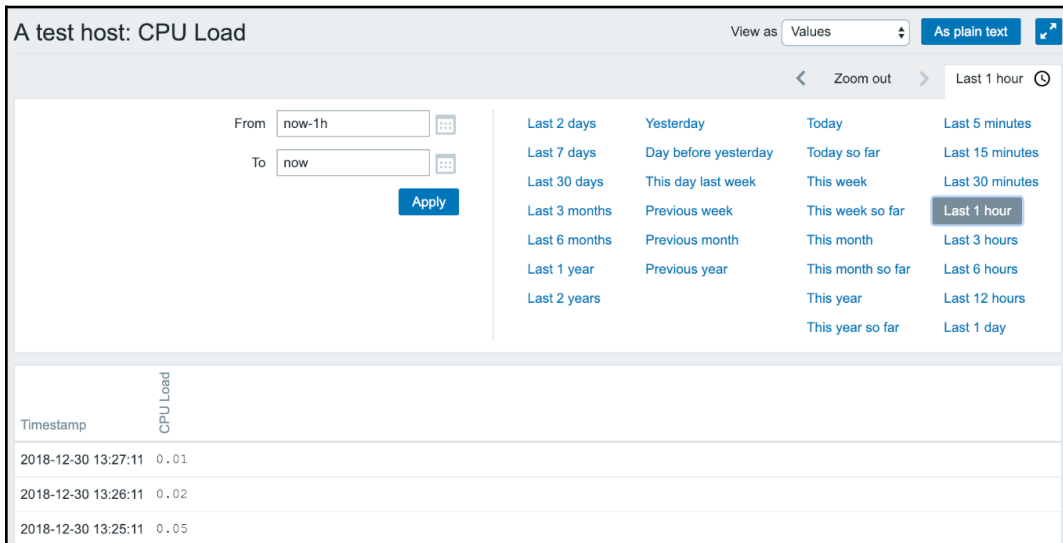 A test host: CPU Load
View as Values As plain text
Zoom out Last 1 hour
From now-1h
To now
Apply
Last 2 days Yesterday Today Last 5 minutes
Last 7 days Day before yesterday Today so far Last 15 minutes
Last 30 days This day last week This week Last 30 minutes
Last 3 months Previous week This week so far Last 1 hour
Last 6 months Previous month This month Last 3 hours
Last 1 year Previous year This month so far Last 6 hours
Last 2 years This year Last 12 hours
This year so far Last 1 day
Timestamp CPU Load
2018-12-30 13:27:11 0.01
2018-12-30 13:26:11 0.02
2018-12-30 13:25:11 0.05